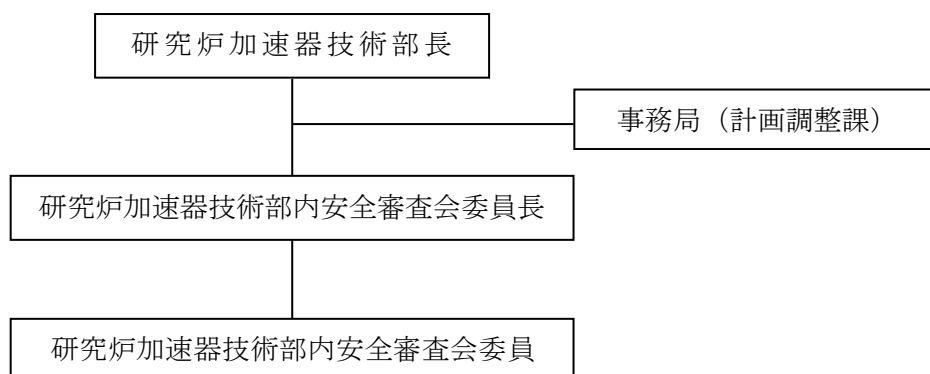 研究炉加速器技術部長
事務局（計画調整課）
研究炉加速器技術部内安全審査会委員長
研究炉加速器技術部内安全審査会委員